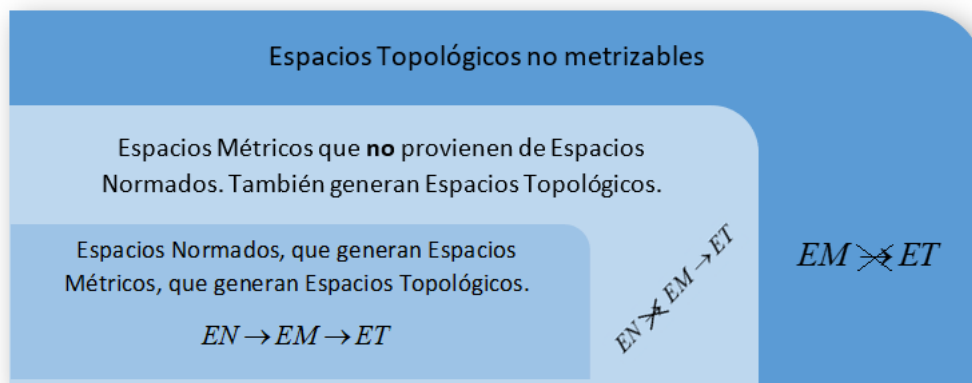 Espacios Topológicos no metrizables
Espacios Métricos que no provienen de Espacios
Normados. También generan Espacios Topológicos.
Espacios Normados, que generan Espacios
Métricos, que generan Espacios Topológicos.
EN → EM → ET
EN ↛ EM → ET
EM ↛ ET